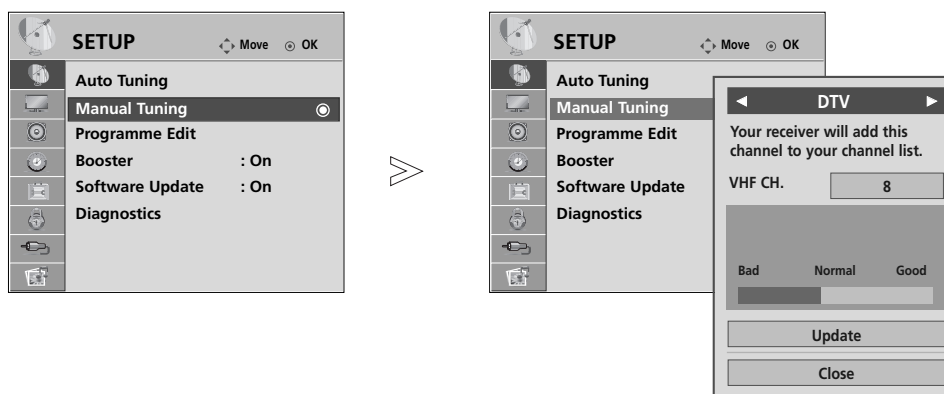 SETUP Move OK
Auto Tuning
Manual Tuning
Programme Edit
Booster : On
Software Update : On
Diagnostics
SETUP Move OK
Auto Tuning
Manual Tuning
Programme Edit
Booster
Software Update
Diagnostics
DTV
Your receiver will add this
channel to your channel list.
VHF CH. 8
Bad Normal Good
Update
Close